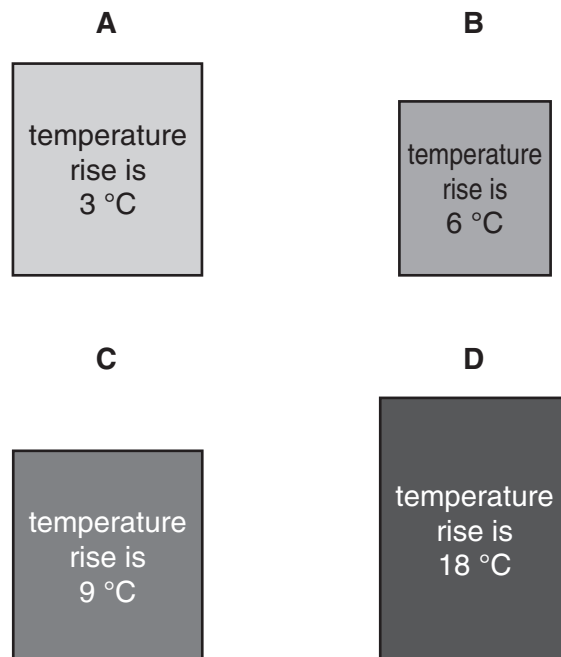 A
temperature
rise is
3 °C
B
temperature
rise is
6 °C
C
temperature
rise is
9 °C
D
temperature
rise is
18 °C